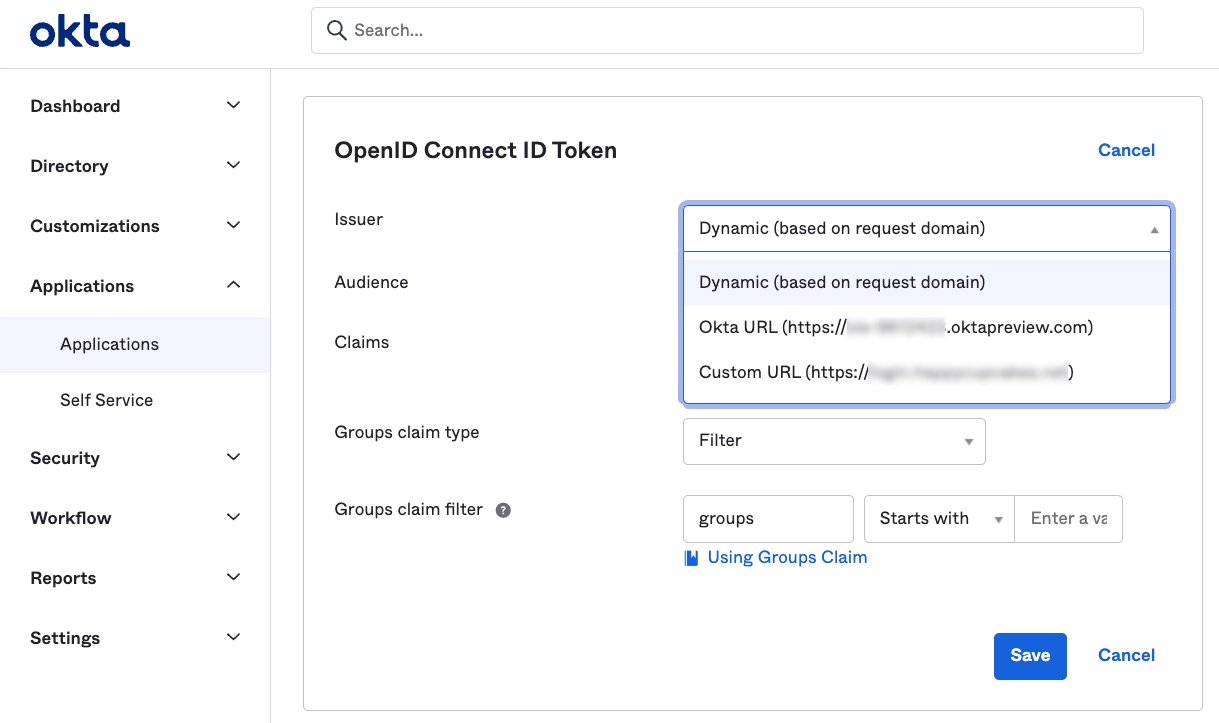 okta
Search...
Dashboard
Directory
Customizations
Applications
Applications
Self Service
Security
Workflow
Reports
Settings
OpenID Connect ID Token
Cancel
Issuer
Dynamic (based on request domain)
Dynamic (based on request domain)
Okta URL (https://.oktapreview.com)
Custom URL (https://)
Audience
Claims
Groups claim type
Filter
Groups claim filter ?
groups
Starts with
Enter a va
Using Groups Claim
Save
Cancel